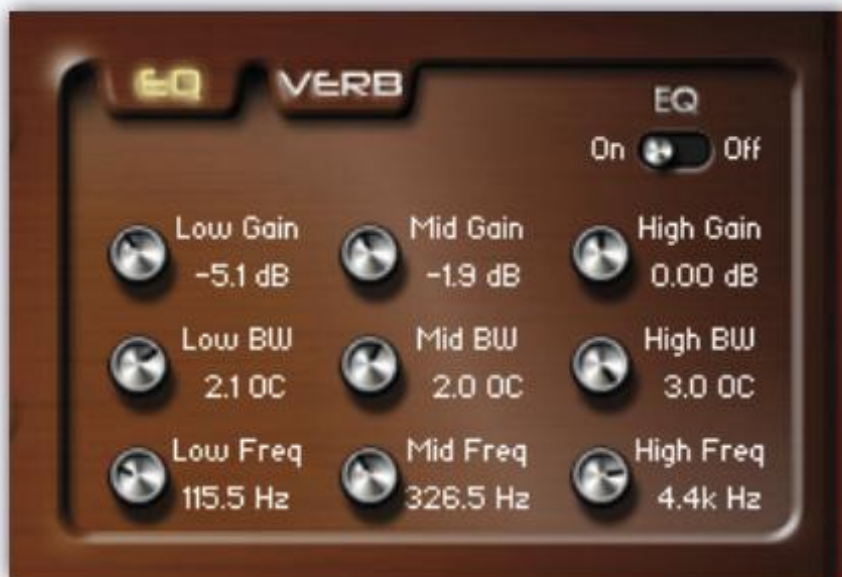 EQ VERB
EQ
On Off
Low Gain Mid Gain High Gain
-5.1 dB -1.9 dB 0.00 dB
Low BW Mid BW High BW
2.1 OC 2.0 OC 3.0 OC
Low Freq Mid Freq High Freq
115.5 Hz 326.5 Hz 4.4k Hz